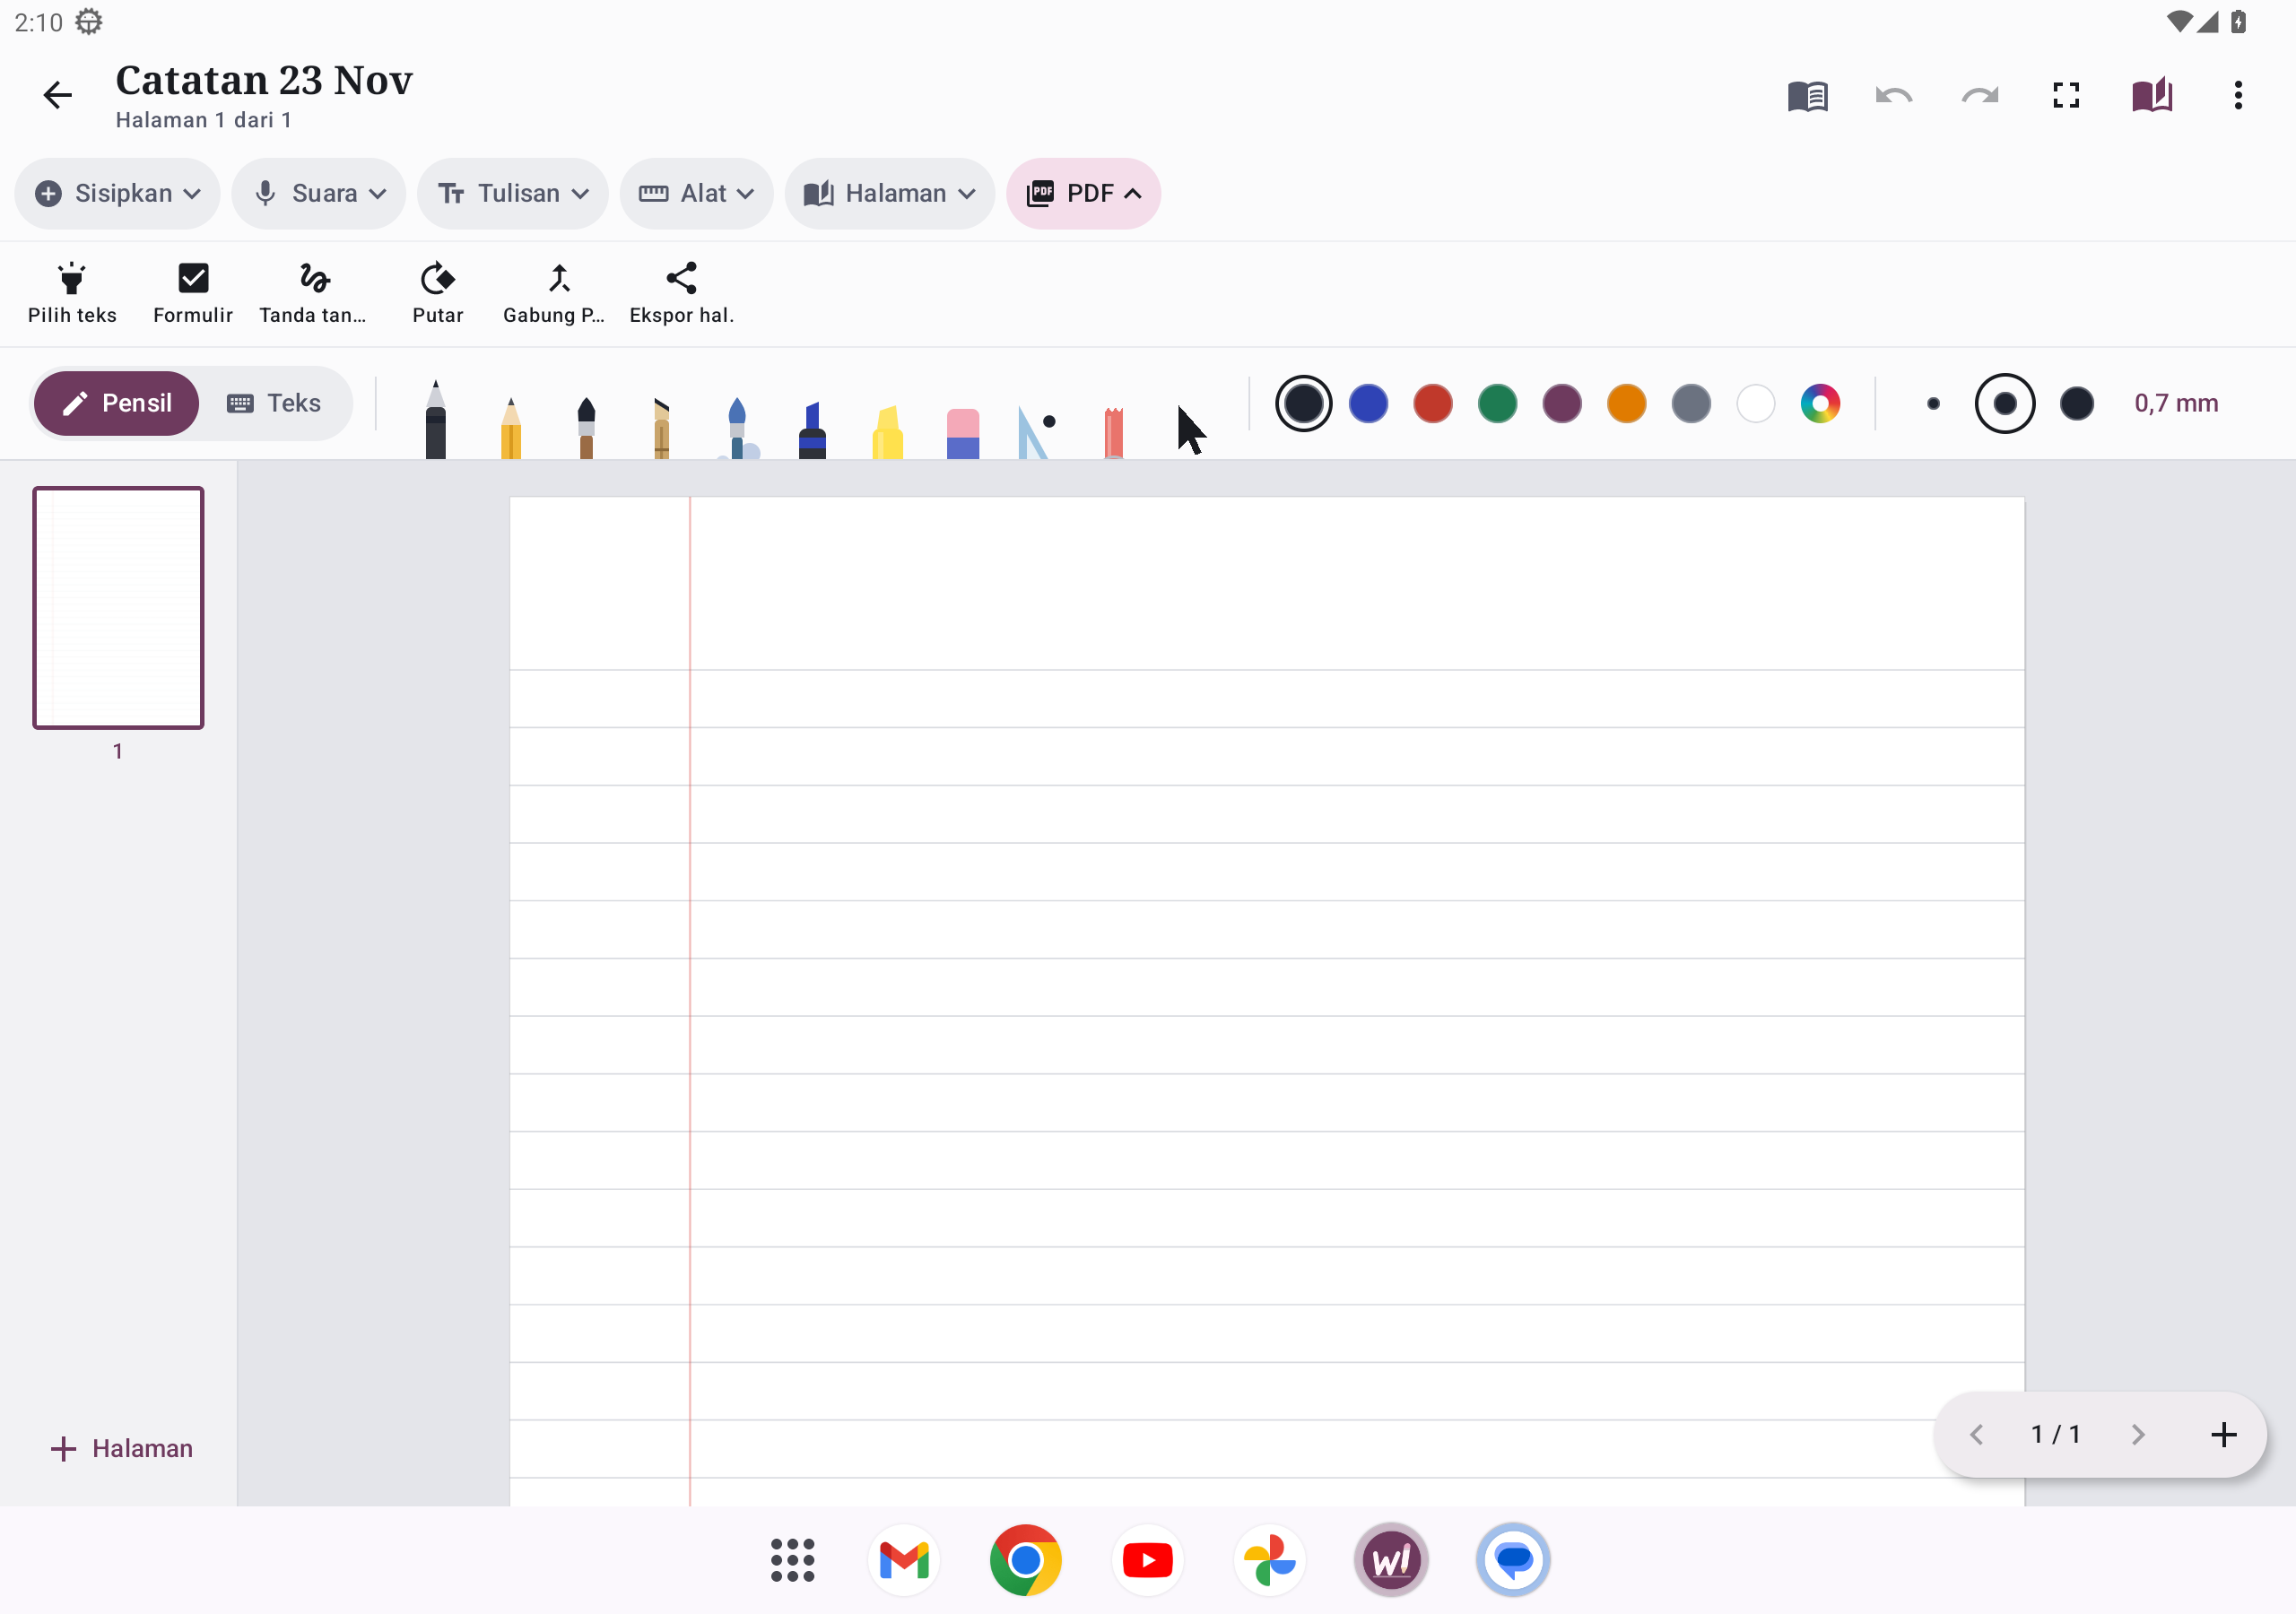 2:10
Catatan 23 Nov
Halaman 1 dari 1
Sisipkan Suara Tulisan Alat Halaman PDF PDF
Pilih teks Formulir Tanda tan... Putar Gabung P... Ekspor hal.
Pensil Teks 0,7 mm
1
Halaman 1 / 1